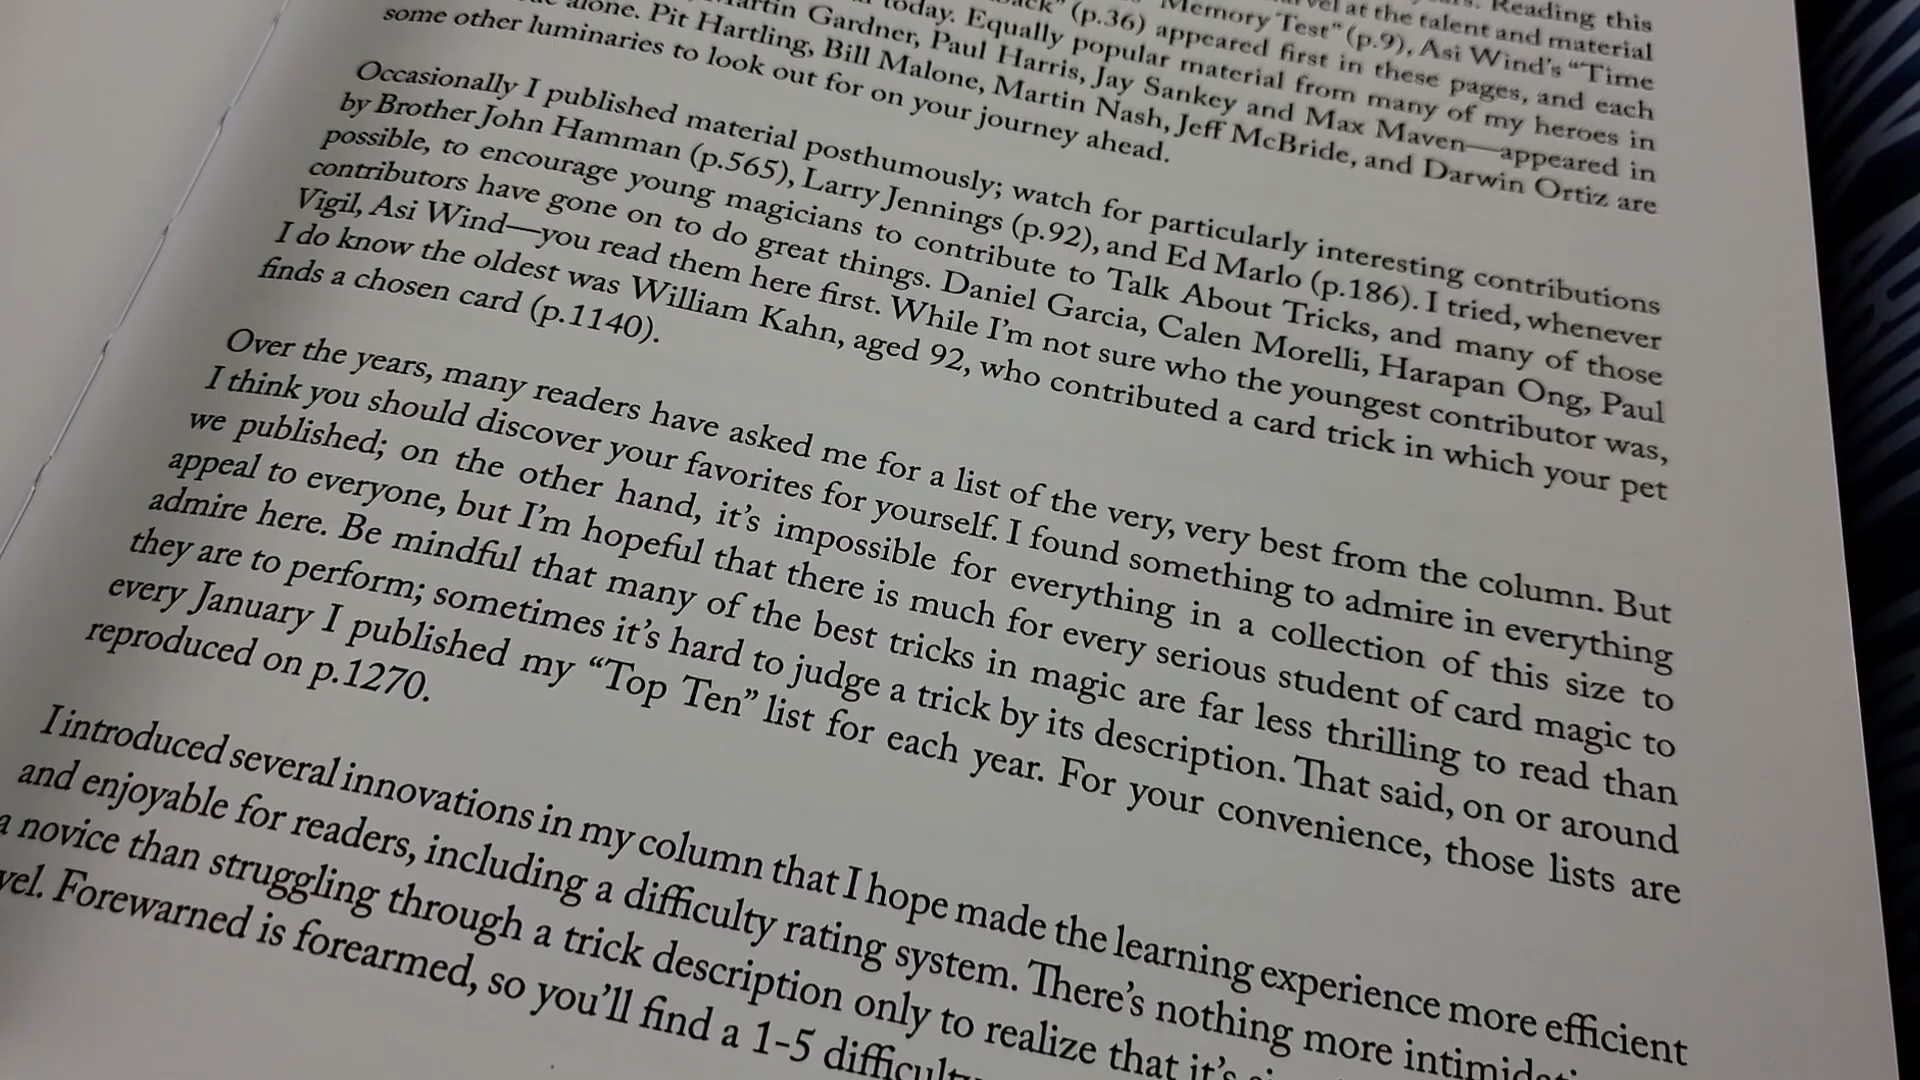 Reading this
at the talent and material
Memory Test" (p.9), Asi Wind's "Time
(p.36) appeared first in these pages, and each
today. Equally popular material from many of my heroes in
Martin Gardner, Paul Harris, Jay Sankey and Max Maven—appeared in
alone. Pit Hartling, Bill Malone, Martin Nash, Jeff McBride, and Darwin Ortiz are
some other luminaries to look out for on your journey ahead.
Occasionally I published material posthumously; watch for particularly interesting contributions
by Brother John Hamman (p.565), Larry Jennings (p.92), and Ed Marlo (p.186). I tried, whenever
possible, to encourage young magicians to contribute to Talk About Tricks, and many of those
contributors have gone on to do great things. Daniel Garcia, Calen Morelli, Harapan Ong, Paul
Vigil, Asi Wind—you read them here first. While I'm not sure who the youngest contributor was,
I do know the oldest was William Kahn, aged 92, who contributed a card trick in which your pet
finds a chosen card (p.1140).
Over the years, many readers have asked me for a list of the very, very best from the column. But
I think you should discover your favorites for yourself. I found something to admire in everything
we published; on the other hand, it's impossible for everything in a collection of this size to
appeal to everyone, but I'm hopeful that there is much for every serious student of card magic to
admire here. Be mindful that many of the best tricks in magic are far less thrilling to read than
they are to perform; sometimes it's hard to judge a trick by its description. That said, on or around
every January I published my "Top Ten" list for each year. For your convenience, those lists are
reproduced on p.1270.
I introduced several innovations in my column that I hope made the learning experience more efficient
and enjoyable for readers, including a difficulty rating system. There's nothing more
a novice than struggling through a trick description only to realize that it's
Forewarned is forearmed, so you'll find a 1-5 difficulty